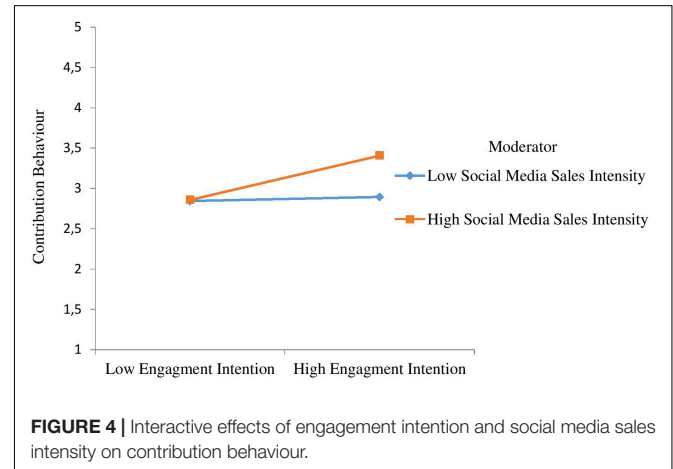 5
4,5
4
3,5
3
2,5
2
1,5
1
Contribution Behaviour
Low Engagment Intention
High Engagment Intention
Moderator
Low Social Media Sales Intensity
High Social Media Sales Intensity
FIGURE 4 | Interactive effects of engagement intention and social media sales
intensity on contribution behaviour.